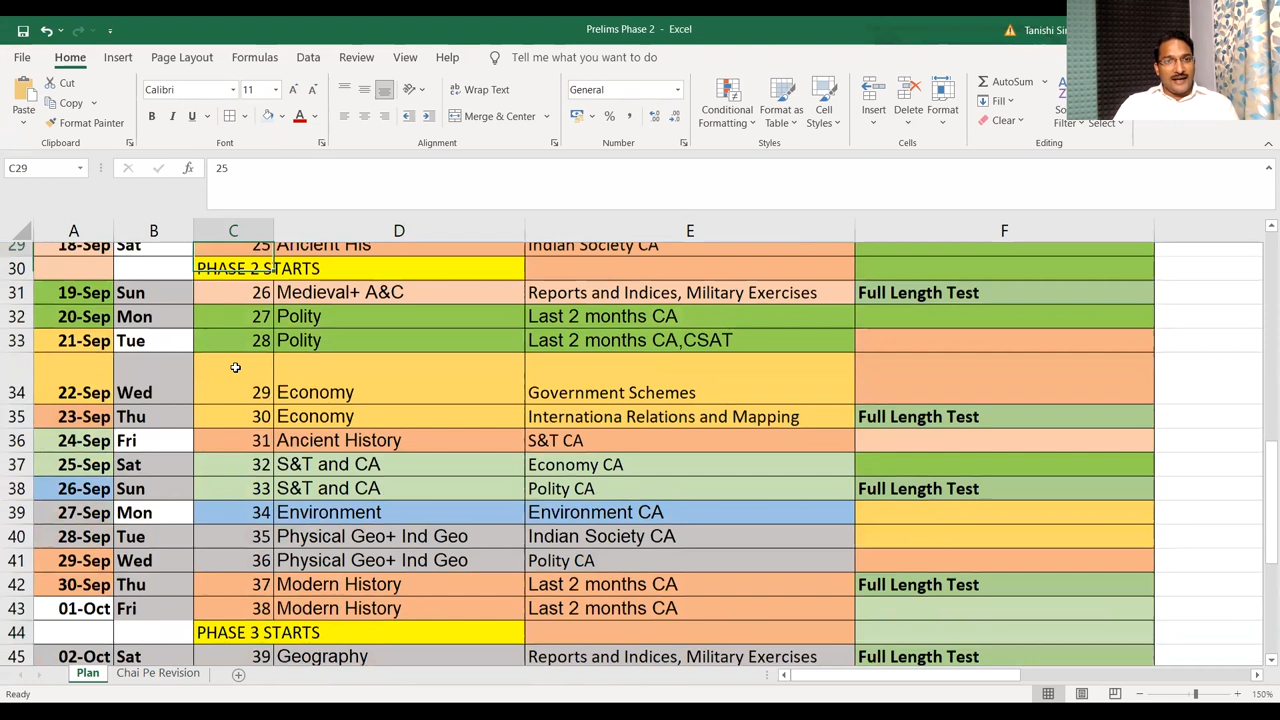 Prelims Phase 2 - Excel
Tanishi
File Home Insert Page Layout Formulas Data Review View Help Tell me what you want to do
Paste
Cut
Copy
Format Painter
Clipboard
Calibri 11
B I U
Font
Wrap Text
Merge & Center
Alignment
General
Number
Conditional Formatting
Format as Table
Cell Styles
Styles
Insert
Delete
Format
Cells
AutoSum
Fill
Clear
Filter
Select
Editing
C29 fx 25
A B C D E F
29 18-Sep Sat 25 Ancient His Indian Society CA
30 PHASE 2 STARTS
31 19-Sep Sun 26 Medieval+ A&C Reports and Indices, Military Exercises Full Length Test
32 20-Sep Mon 27 Polity Last 2 months CA
33 21-Sep Tue 28 Polity Last 2 months CA,CSAT
34 22-Sep Wed 29 Economy Government Schemes
35 23-Sep Thu 30 Economy Internationa Relations and Mapping Full Length Test
36 24-Sep Fri 31 Ancient History S&T CA
37 25-Sep Sat 32 S&T and CA Economy CA
38 26-Sep Sun 33 S&T and CA Polity CA Full Length Test
39 27-Sep Mon 34 Environment Environment CA
40 28-Sep Tue 35 Physical Geo+ Ind Geo Indian Society CA
41 29-Sep Wed 36 Physical Geo+ Ind Geo Polity CA
42 30-Sep Thu 37 Modern History Last 2 months CA Full Length Test
43 01-Oct Fri 38 Modern History Last 2 months CA
44 PHASE 3 STARTS
45 02-Oct Sat 39 Geography Reports and Indices, Military Exercises Full Length Test
Plan Chai Pe Revision
Ready 150%